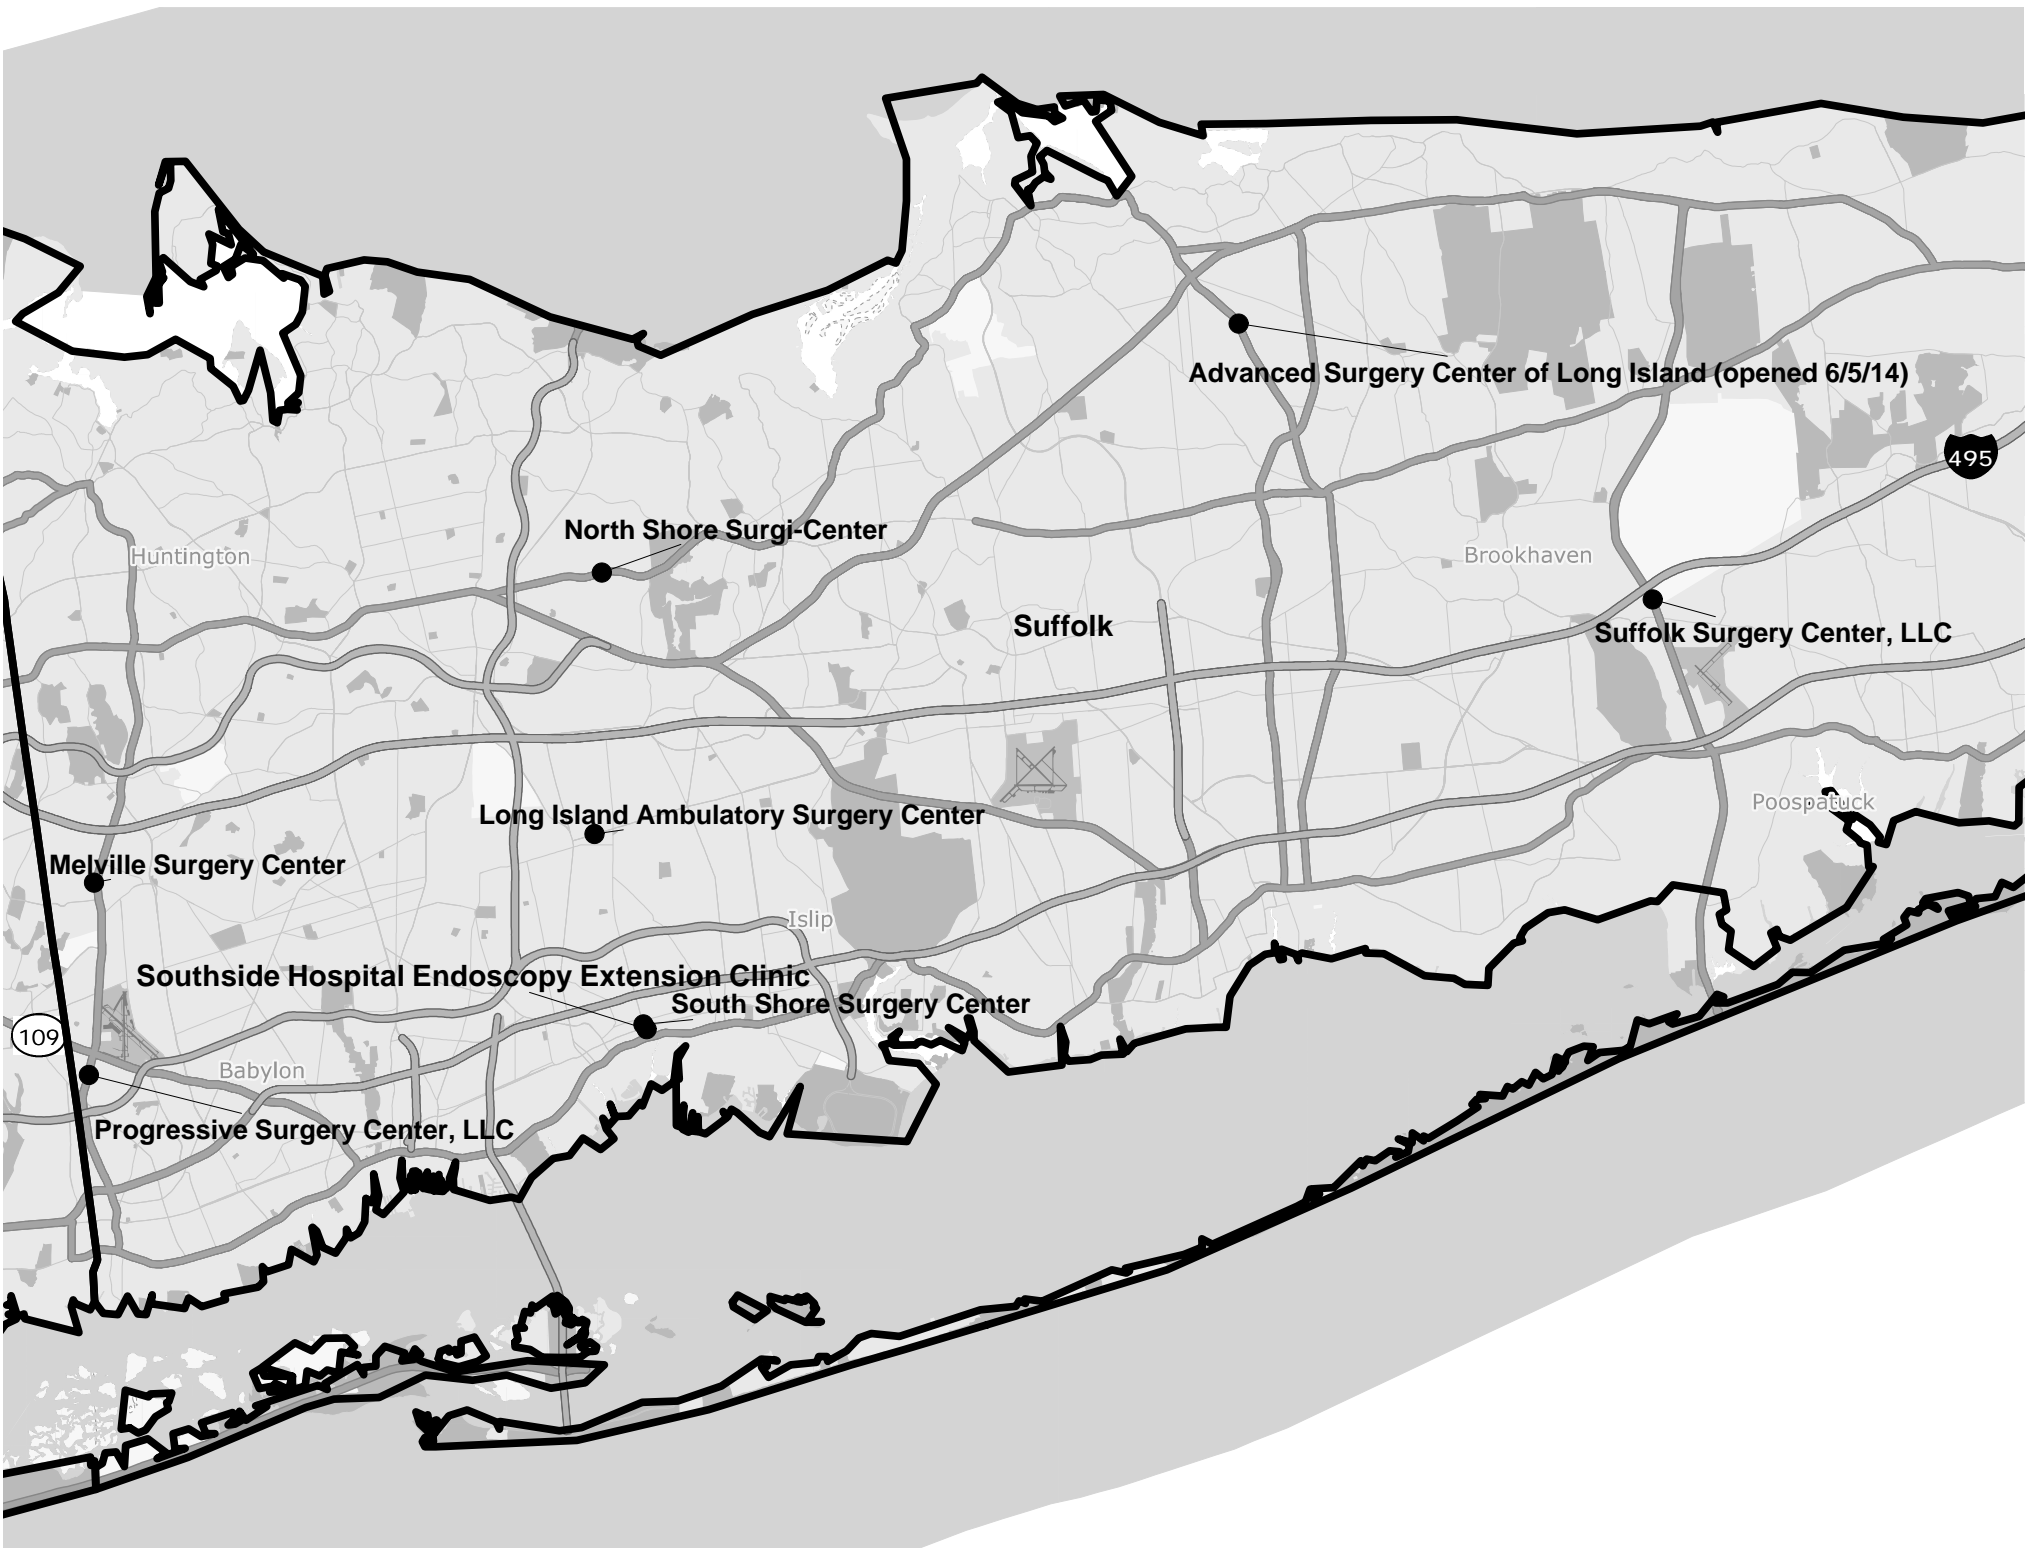 Advanced Surgery Center of Long Island (opened 6/5/14)
495
North Shore Surgi-Center
Huntington
Brookhaven
Suffolk
Suffolk Surgery Center, LLC
Poospatuck
Long Island Ambulatory Surgery Center
Melville Surgery Center
Islip
Southside Hospital Endoscopy Extension Clinic
South Shore Surgery Center
109
Babylon
Progressive Surgery Center, LLC